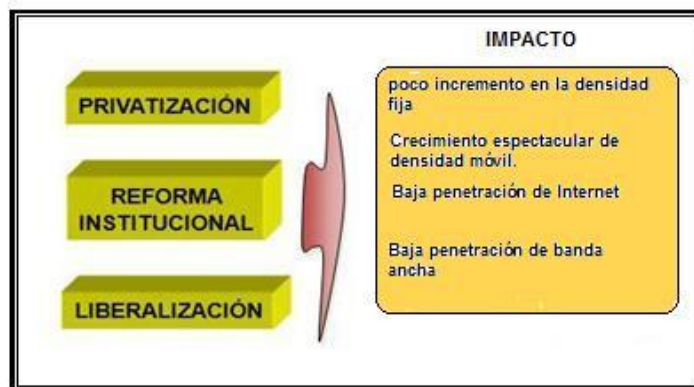 IMPACTO
PRIVATIZACIÓN
REFORMA
INSTITUCIONAL
LIBERALIZACIÓN
poco incremento en la densidad
fija
Crecimiento espectacular de
densidad móvil.
Baja penetración de Internet
Baja penetración de banda
ancha